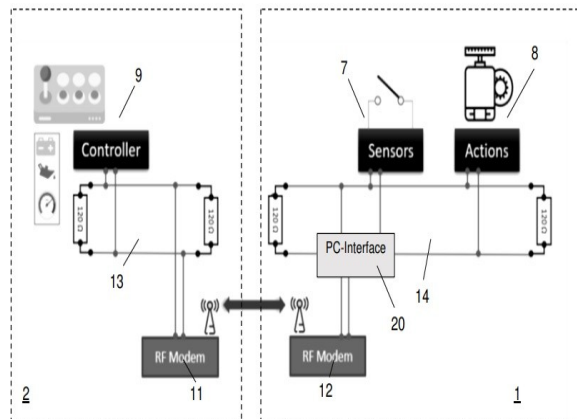 9
7
8
Controller
Sensors
Actions
120 Ω
120 Ω
120 Ω
120 Ω
PC-Interface
13
14
20
RF Modem
RF Modem
11
12
2
1